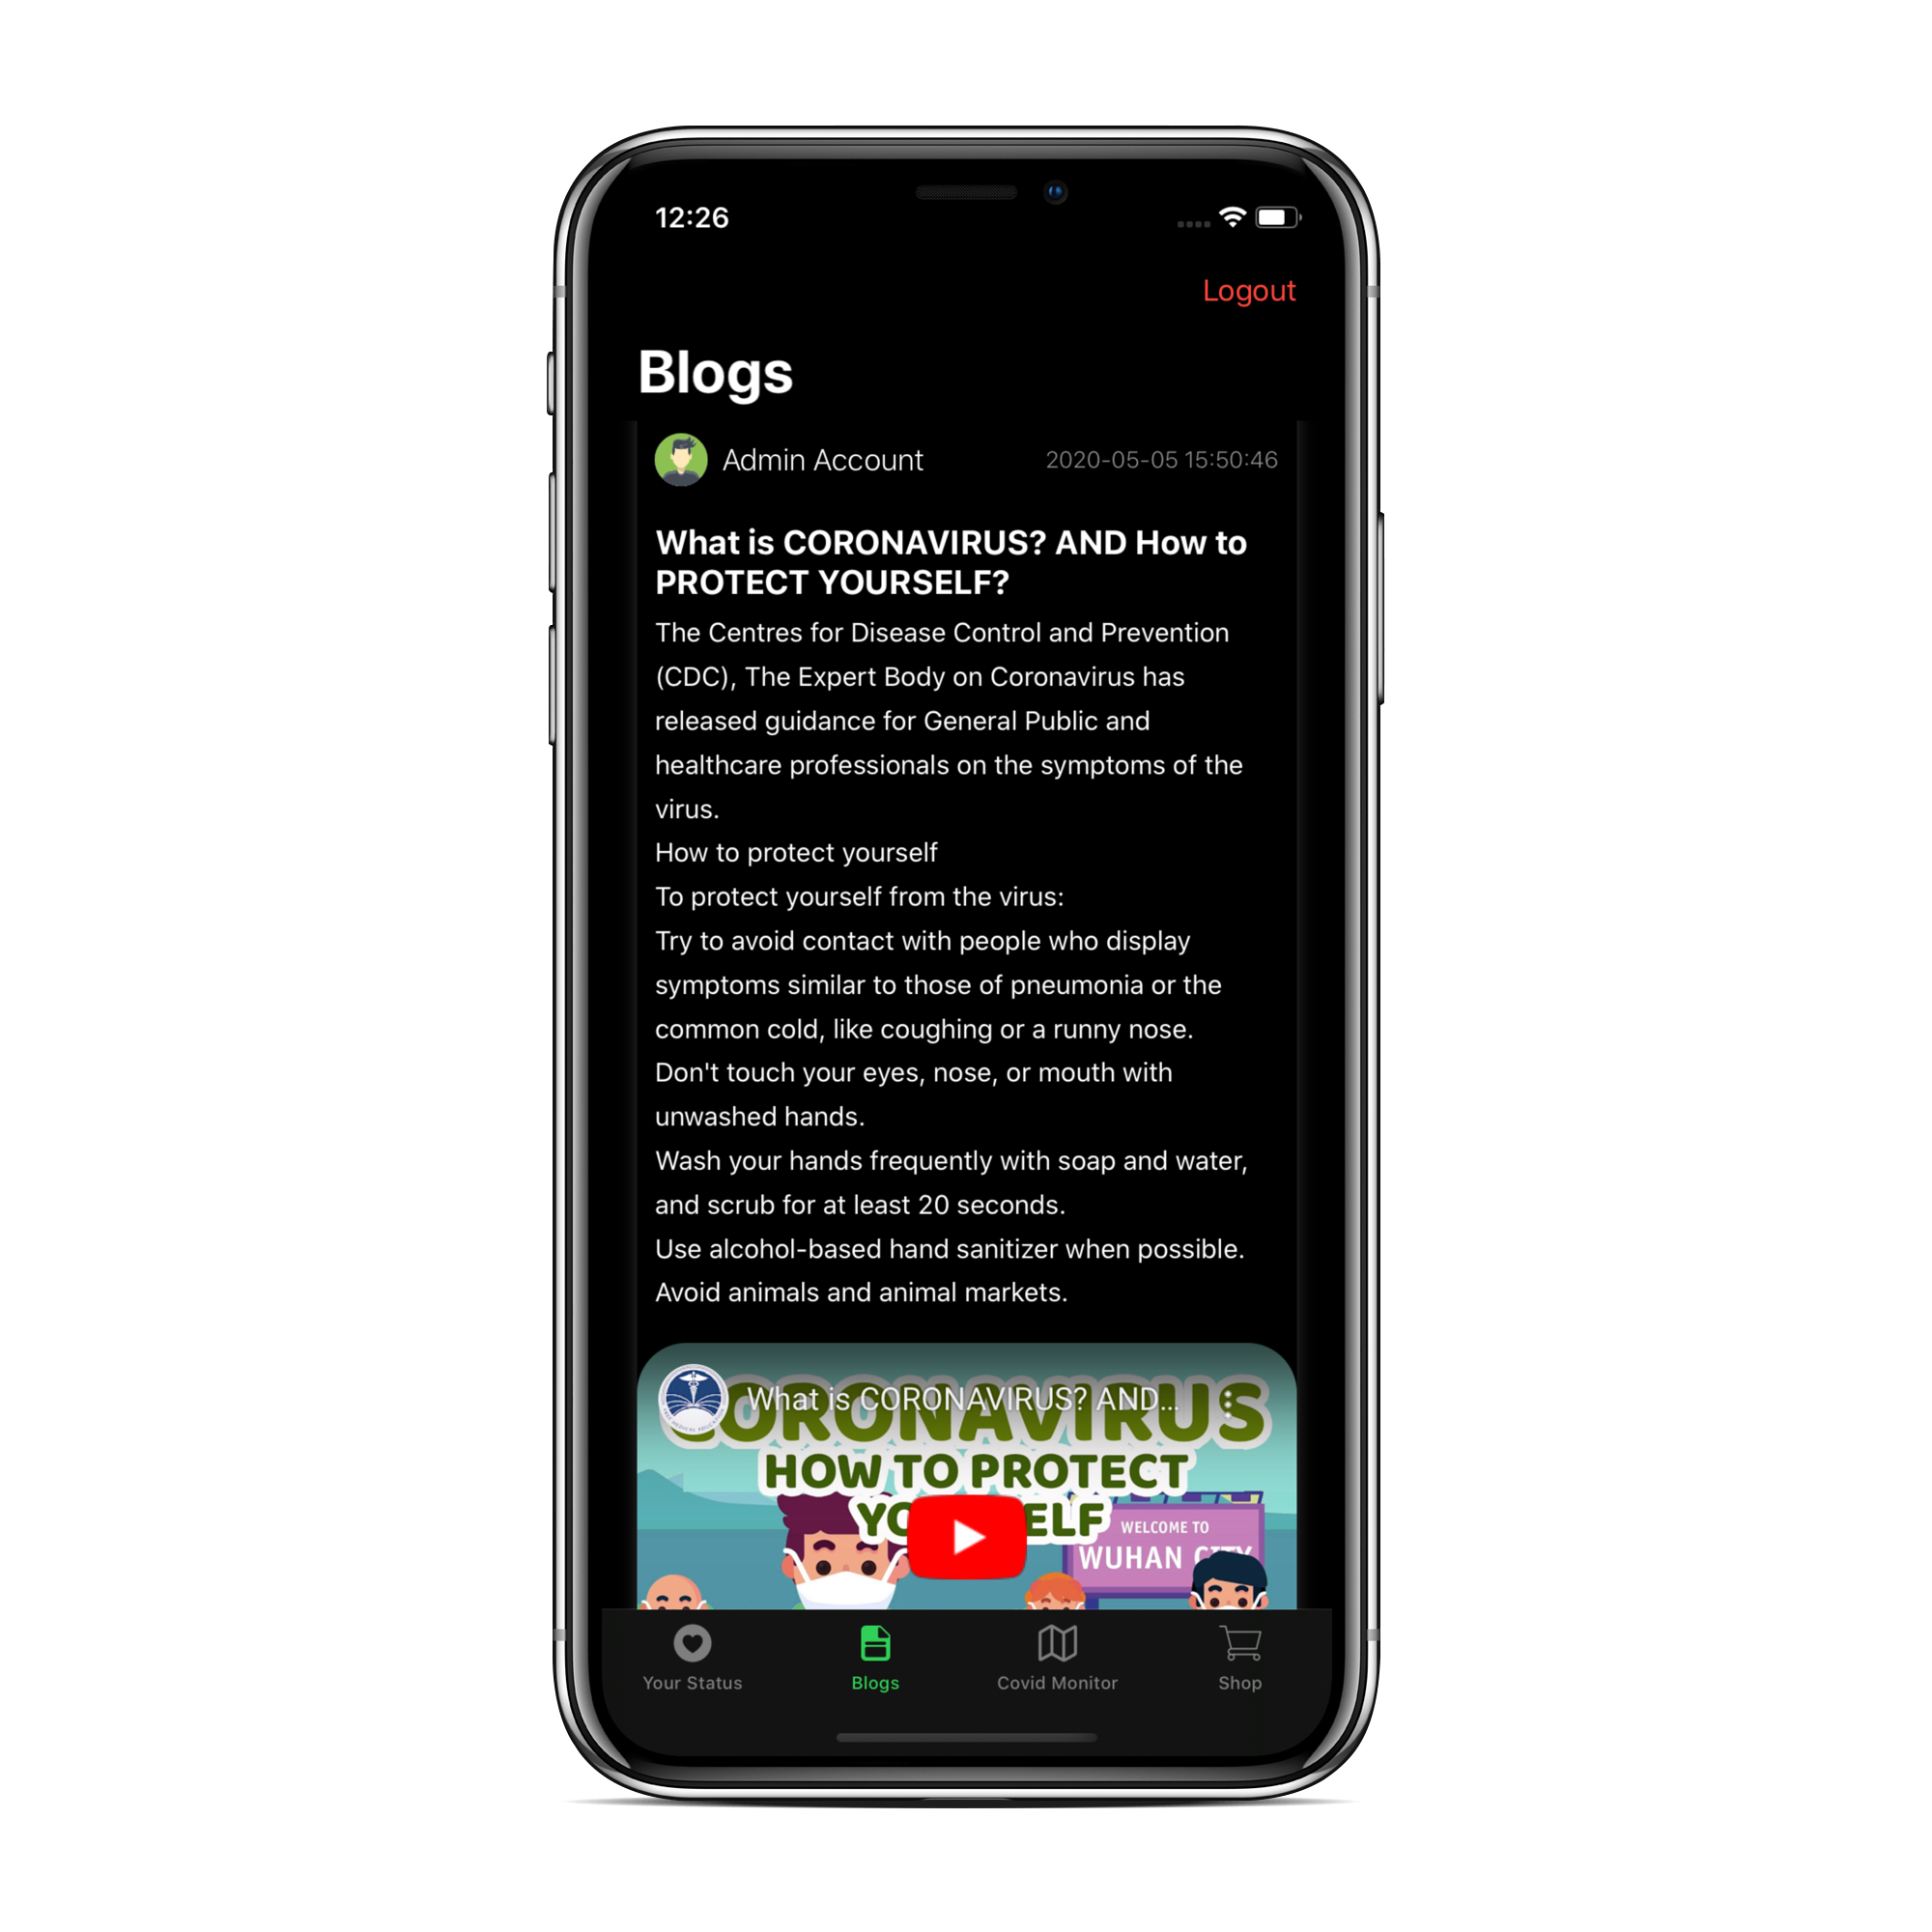 12:26
Logout
Blogs
Admin Account 2020-05-05 15:50:46
What is CORONAVIRUS? AND How to
PROTECT YOURSELF?
The Centres for Disease Control and Prevention
(CDC), The Expert Body on Coronavirus has
released guidance for General Public and
healthcare professionals on the symptoms of the
virus.
How to protect yourself
To protect yourself from the virus:
Try to avoid contact with people who display
symptoms similar to those of pneumonia or the
common cold, like coughing or a runny nose.
Don't touch your eyes, nose, or mouth with
unwashed hands.
Wash your hands frequently with soap and water,
and scrub for at least 20 seconds.
Use alcohol-based hand sanitizer when possible.
Avoid animals and animal markets.
What is CORONAVIRUS? AND...
CORONAVIRUS
HOW TO PROTECT
WELCOME TO
WUHAN CITY
Your Status Blogs Covid Monitor Shop